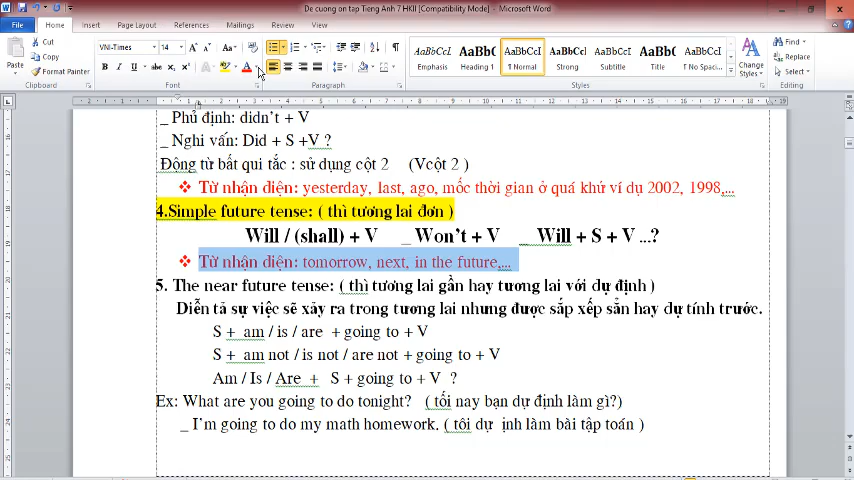 De cuong on tap Tieng Anh 7 HKII [Compatibility Mode] - Microsoft Word
File Home Insert Page Layout References Mailings Review View
Cut
Copy
Format Painter
Paste
Clipboard
VNI-Times 14
Font
Paragraph
AaBbCcI AaBbC AaBbCcI AaBbCcI AaBbCcI AaBl AaBbCcI
Emphasis Heading 1 ¶ Normal Strong Subtitle Title ¶ No Spac...
Styles
Change Styles
Find
Replace
Select
Editing
_ Phủ định: didn't + V
_ Nghi vấn: Did + S +V ?
Động từ bất qui tắc : sử dụng cột 2 (Vcột 2 )
❖ Từ nhận diện: yesterday, last, ago, mốc thời gian ở quá khứ ví dụ 2002, 1998,...
4.Simple future tense: ( thì tương lai đơn )
Will / (shall) + V _ Won't + V _ Will + S + V ...?
❖ Từ nhận diện: tomorrow, next, in the future,...
5. The near future tense: ( thì tương lai gần hay tương lai với dự định )
Diễn tả sự việc sẽ xảy ra trong tương lai nhưng được sắp xếp sẵn hay dự tính trước.
S + am / is / are + going to + V
S + am not / is not / are not + going to + V
Am / Is / Are + S + going to + V ?
Ex: What are you going to do tonight? ( tối nay bạn dự định làm gì?)
_ I'm going to do my math homework. ( tôi dự ịnh làm bài tập toán )